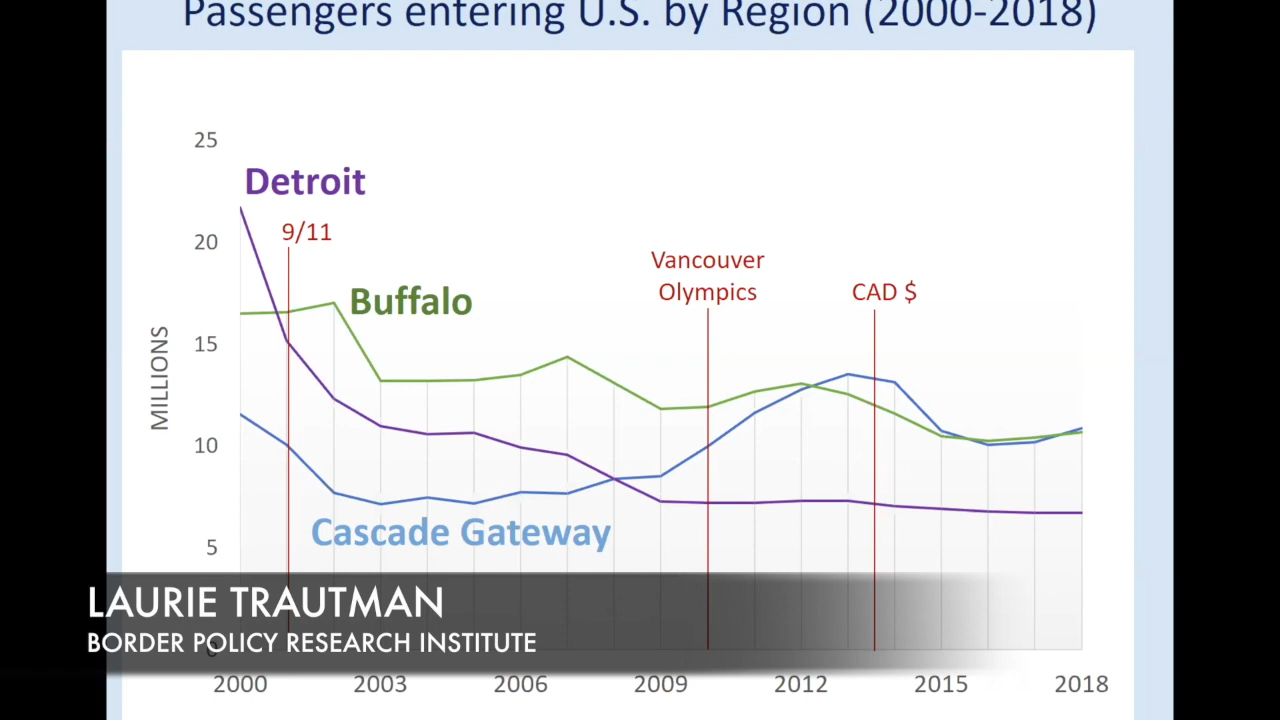 Passengers entering U.S. by Region (2000-2018)
25
Detroit
9/11
20
Vancouver
Olympics
CAD $
Buffalo
15
MILLIONS
10
Cascade Gateway
5
LAURIE TRAUTMAN
BORDER POLICY RESEARCH INSTITUTE
0
2000 2003 2006 2009 2012 2015 2018